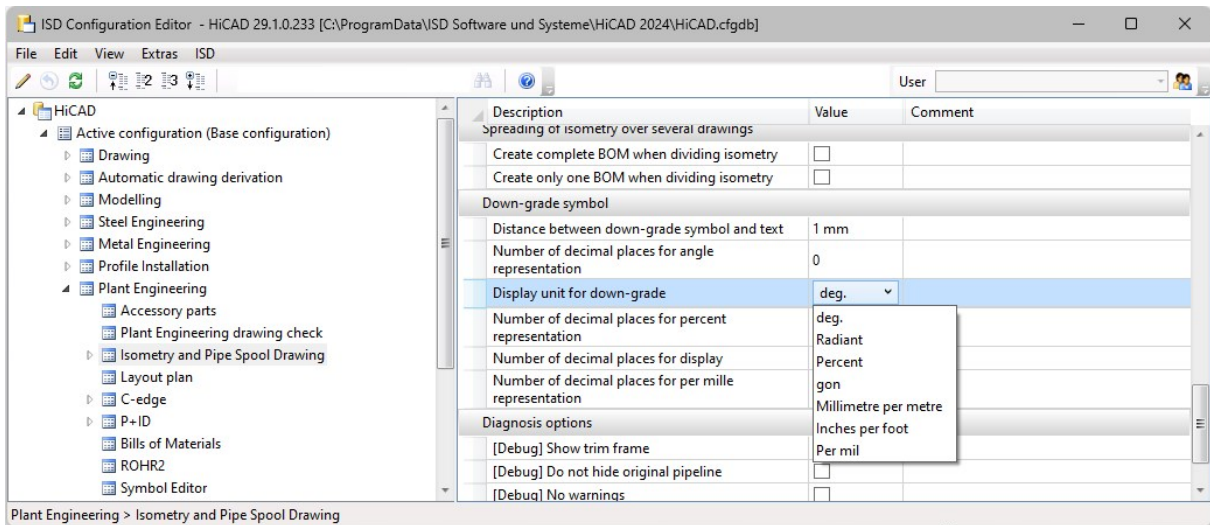 ISD Configuration Editor - HiCAD 29.1.0.233 [C:\ProgramData\ISD Software und Systeme\HiCAD 2024\HiCAD.cfgdb]
File Edit View Extras ISD
2 3 User
HiCAD
Active configuration (Base configuration)
Drawing
Automatic drawing derivation
Modelling
Steel Engineering
Metal Engineering
Profile Installation
Plant Engineering
Accessory parts
Plant Engineering drawing check
Isometry and Pipe Spool Drawing
Layout plan
C-edge
P+ID
Bills of Materials
ROHR2
Symbol Editor
Description Value Comment
Spreading of isometry over several drawings
Create complete BOM when dividing isometry
Create only one BOM when dividing isometry
Down-grade symbol
Distance between down-grade symbol and text 1 mm
Number of decimal places for angle
representation 0
Display unit for down-grade deg.
Number of decimal places for percent
representation
Number of decimal places for display
Number of decimal places for per mille
representation
deg.
Radiant
Percent
gon
Millimetre per metre
Inches per foot
Per mil
Diagnosis options
[Debug] Show trim frame
[Debug] Do not hide original pipeline
[Debug] No warnings
Plant Engineering > Isometry and Pipe Spool Drawing